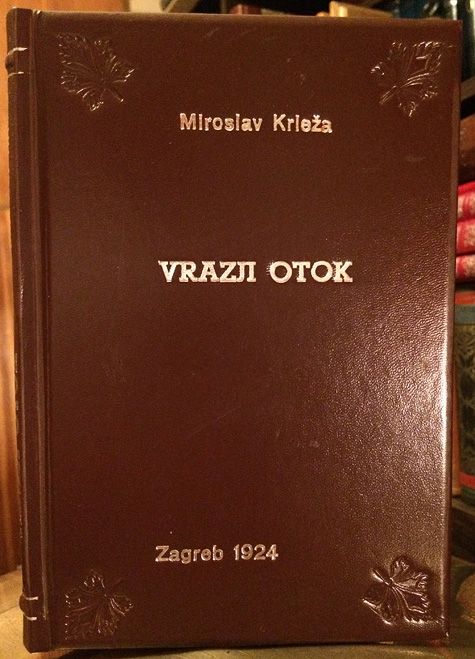 Miroslav Krleža
VRAZJI OTOK
Zagreb 1924